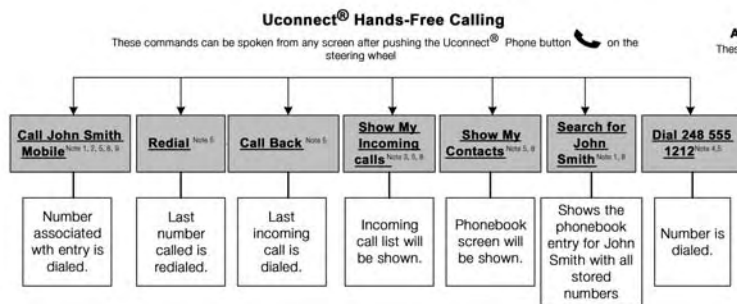 Uconnect® Hands-Free Calling
These commands can be spoken from any screen after pushing the Uconnect® Phone button on the
steering wheel
A
Thes
Call John Smith
Mobile Note 1, 2, 5, 8, 9
Redial Note 5
Call Back Note 5
Show My
Incoming
calls Note 3, 5, 8
Show My
Contacts Note 5, 8
Search for
John
Smith Note 1, 8
Dial 248 555
1212 Note 4,5
Number
associated
wth entry is
dialed.
Last
number
called is
redialed.
Last
incoming
call is
dialed.
Incoming
call list will
be shown.
Phonebook
screen will
be shown.
Shows the
phonebook
entry for John
Smith with all
stored
numbers
Number is
dialed.